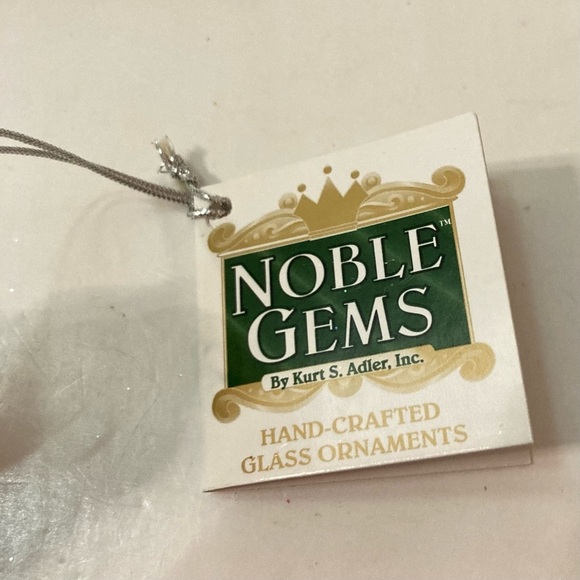 NOBLE™
GEMS
By Kurt S. Adler, Inc.
HAND-CRAFTED
GLASS ORNAMENTS